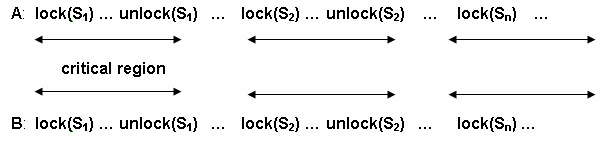 A: lock(S1) ... unlock(S1) ... lock(S2) ... unlock(S2) ... lock(Sn) ...
critical region
B: lock(S1) ... unlock(S1) ... lock(S2) ... unlock(S2) ... lock(Sn) ...